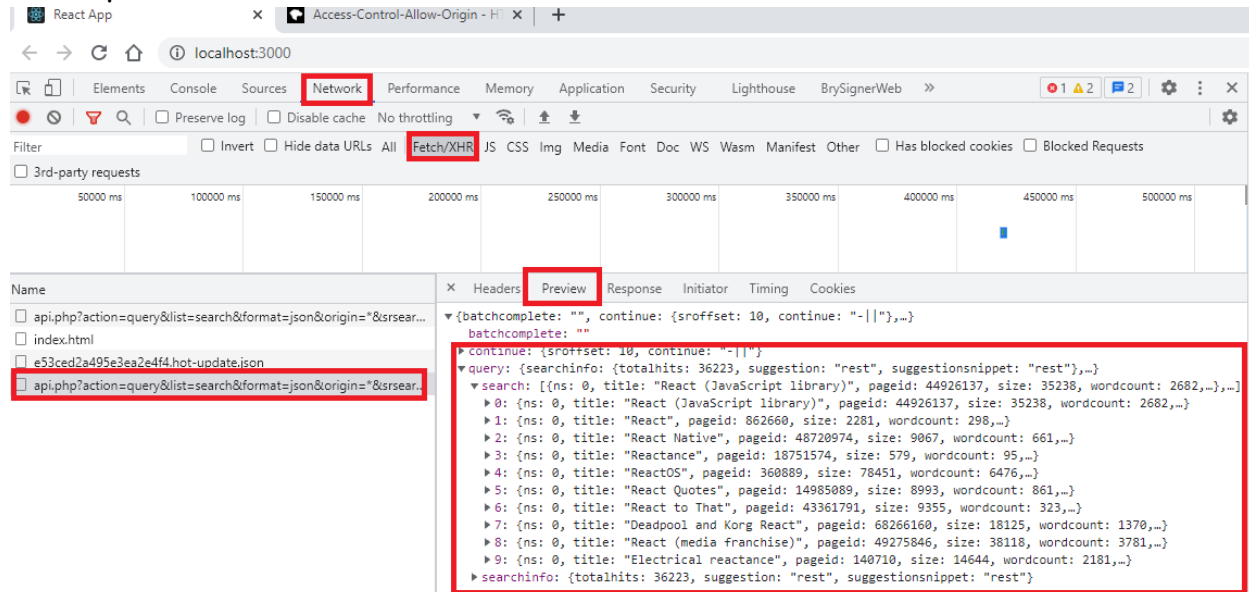 React App × Access-Control-Allow-Origin - H × +
localhost:3000
Elements Console Sources Network Performance Memory Application Security Lighthouse BrySignerWeb » 1 2 2
Preserve log Disable cache No throttling
Filter Invert Hide data URLs All Fetch/XHR JS CSS Img Media Font Doc WS Wasm Manifest Other Has blocked cookies Blocked Requests
3rd-party requests
50000 ms 100000 ms 150000 ms 200000 ms 250000 ms 300000 ms 350000 ms 400000 ms 450000 ms 500000 ms
Name
api.php?action=query&list=search&format=json&origin=*&srsear...
index.html
e53ced2a495e3ea2e4f4.hot-update.json
api.php?action=query&list=search&format=json&origin=*&srsear...
× Headers Preview Response Initiator Timing Cookies
▼{batchcomplete: "", continue: {sroffset: 10, continue: "-||"},…}
batchcomplete: ""
▶continue: {sroffset: 10, continue: "-||"}
▼query: {searchinfo: {totalhits: 36223, suggestion: "rest", suggestionsnippet: "rest"},…}
▼search: [{ns: 0, title: "React (JavaScript library)", pageid: 44926137, size: 35238, wordcount: 2682,…},…]
▶0: {ns: 0, title: "React (JavaScript library)", pageid: 44926137, size: 35238, wordcount: 2682,…}
▶1: {ns: 0, title: "React", pageid: 862660, size: 2281, wordcount: 298,…}
▶2: {ns: 0, title: "React Native", pageid: 48720974, size: 9067, wordcount: 661,…}
▶3: {ns: 0, title: "Reactance", pageid: 18751574, size: 579, wordcount: 95,…}
▶4: {ns: 0, title: "ReactOS", pageid: 360889, size: 78451, wordcount: 6476,…}
▶5: {ns: 0, title: "React Quotes", pageid: 14985089, size: 8993, wordcount: 861,…}
▶6: {ns: 0, title: "React to That", pageid: 43361791, size: 9355, wordcount: 323,…}
▶7: {ns: 0, title: "Deadpool and Korg React", pageid: 68266160, size: 18125, wordcount: 1370,…}
▶8: {ns: 0, title: "React (media franchise)", pageid: 49275846, size: 38118, wordcount: 3781,…}
▶9: {ns: 0, title: "Electrical reactance", pageid: 140710, size: 14644, wordcount: 2181,…}
▶searchinfo: {totalhits: 36223, suggestion: "rest", suggestionsnippet: "rest"}